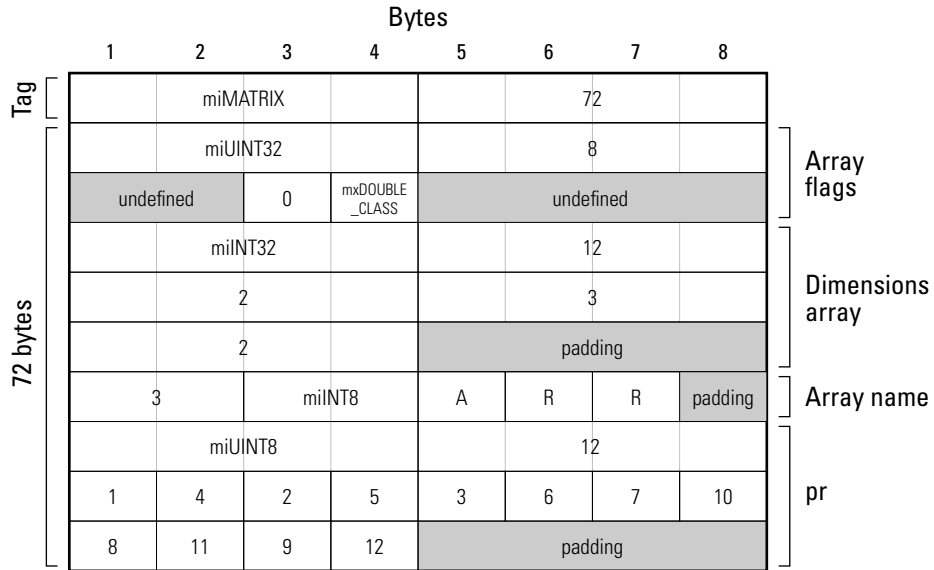 Bytes
1 2 3 4 5 6 7 8
Tag miMATRIX 72
miUINT32 8 Array flags
undefined 0 mxDOUBLE_CLASS undefined
miINT32 12 Dimensions array
2 3
2 padding
72 bytes
3 miINT8 A R R padding Array name
miUINT8 12
1 4 2 5 3 6 7 10 pr
8 11 9 12 padding